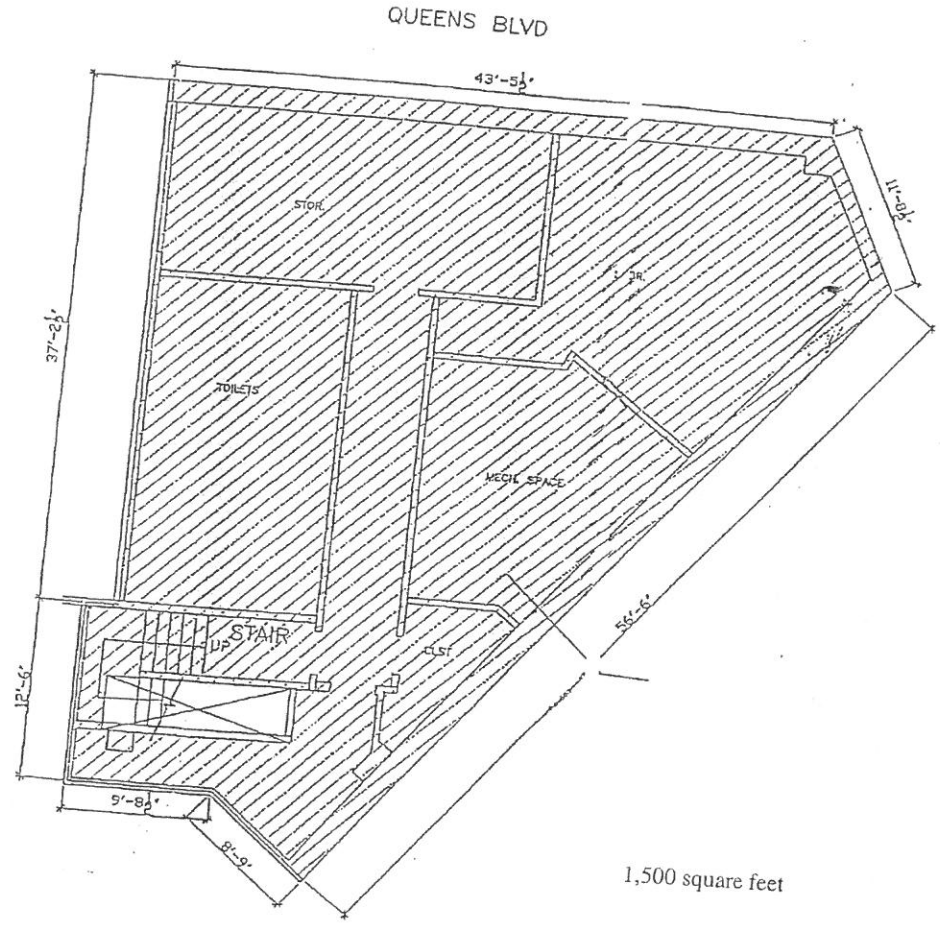 QUEENS BLVD
43'-5½"
11'-8½"
STOR.
37'-2½"
TOILETS
MECH. SPACE
56'-6"
STAIR
UP
CLST
12'-6"
9'-8½"
8'-9"
1,500 square feet